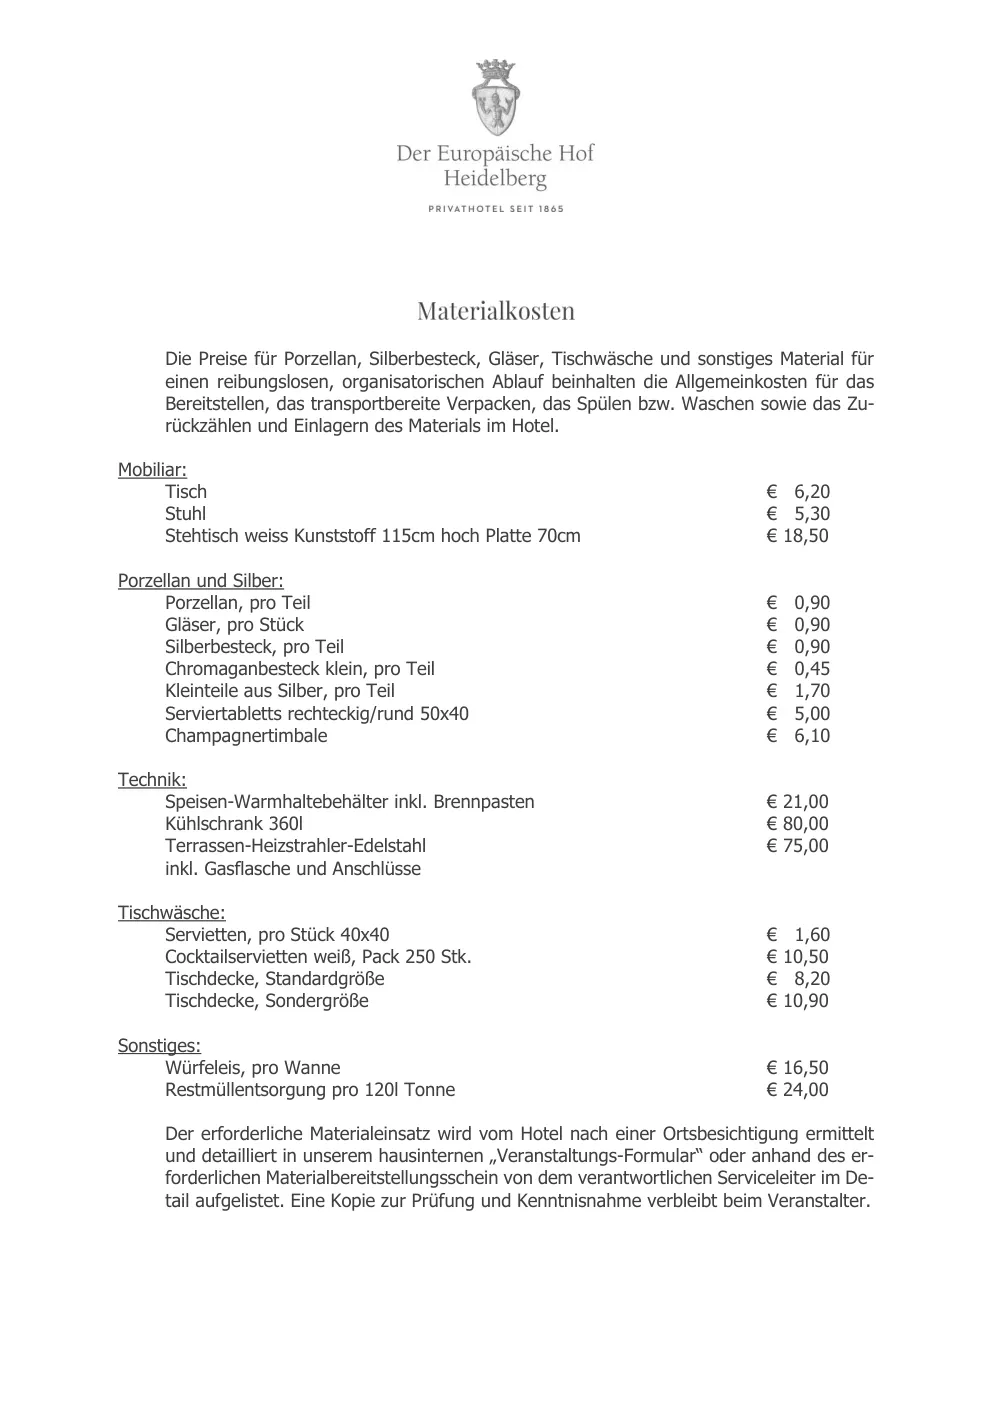 Der Europäische Hof
Heidelberg
PRIVATHOTEL SEIT 1865
Materialkosten
Die Preise für Porzellan, Silberbesteck, Gläser, Tischwäsche und sonstiges Material für
einen reibungslosen, organisatorischen Ablauf beinhalten die Allgemeinkosten für das
Bereitstellen, das transportbereite Verpacken, das Spülen bzw. Waschen sowie das Zu-
rückzählen und Einlagern des Materials im Hotel.
Mobiliar:
Tisch € 6,20
Stuhl € 5,30
Stehtisch weiss Kunststoff 115cm hoch Platte 70cm € 18,50
Porzellan und Silber:
Porzellan, pro Teil € 0,90
Gläser, pro Stück € 0,90
Silberbesteck, pro Teil € 0,90
Chromaganbesteck klein, pro Teil € 0,45
Kleinteile aus Silber, pro Teil € 1,70
Serviertabletts rechteckig/rund 50x40 € 5,00
Champagnertimbale € 6,10
Technik:
Speisen-Warmhaltebehälter inkl. Brennpasten € 21,00
Kühlschrank 360l € 80,00
Terrassen-Heizstrahler-Edelstahl € 75,00
inkl. Gasflasche und Anschlüsse
Tischwäsche:
Servietten, pro Stück 40x40 € 1,60
Cocktailservietten weiß, Pack 250 Stk. € 10,50
Tischdecke, Standardgröße € 8,20
Tischdecke, Sondergröße € 10,90
Sonstiges:
Würfeleis, pro Wanne € 16,50
Restmüllentsorgung pro 120l Tonne € 24,00
Der erforderliche Materialeinsatz wird vom Hotel nach einer Ortsbesichtigung ermittelt
und detailliert in unserem hausinternen „Veranstaltungs-Formular“ oder anhand des er-
forderlichen Materialbereitstellungsschein von dem verantwortlichen Serviceleiter im De-
tail aufgelistet. Eine Kopie zur Prüfung und Kenntnisnahme verbleibt beim Veranstalter.